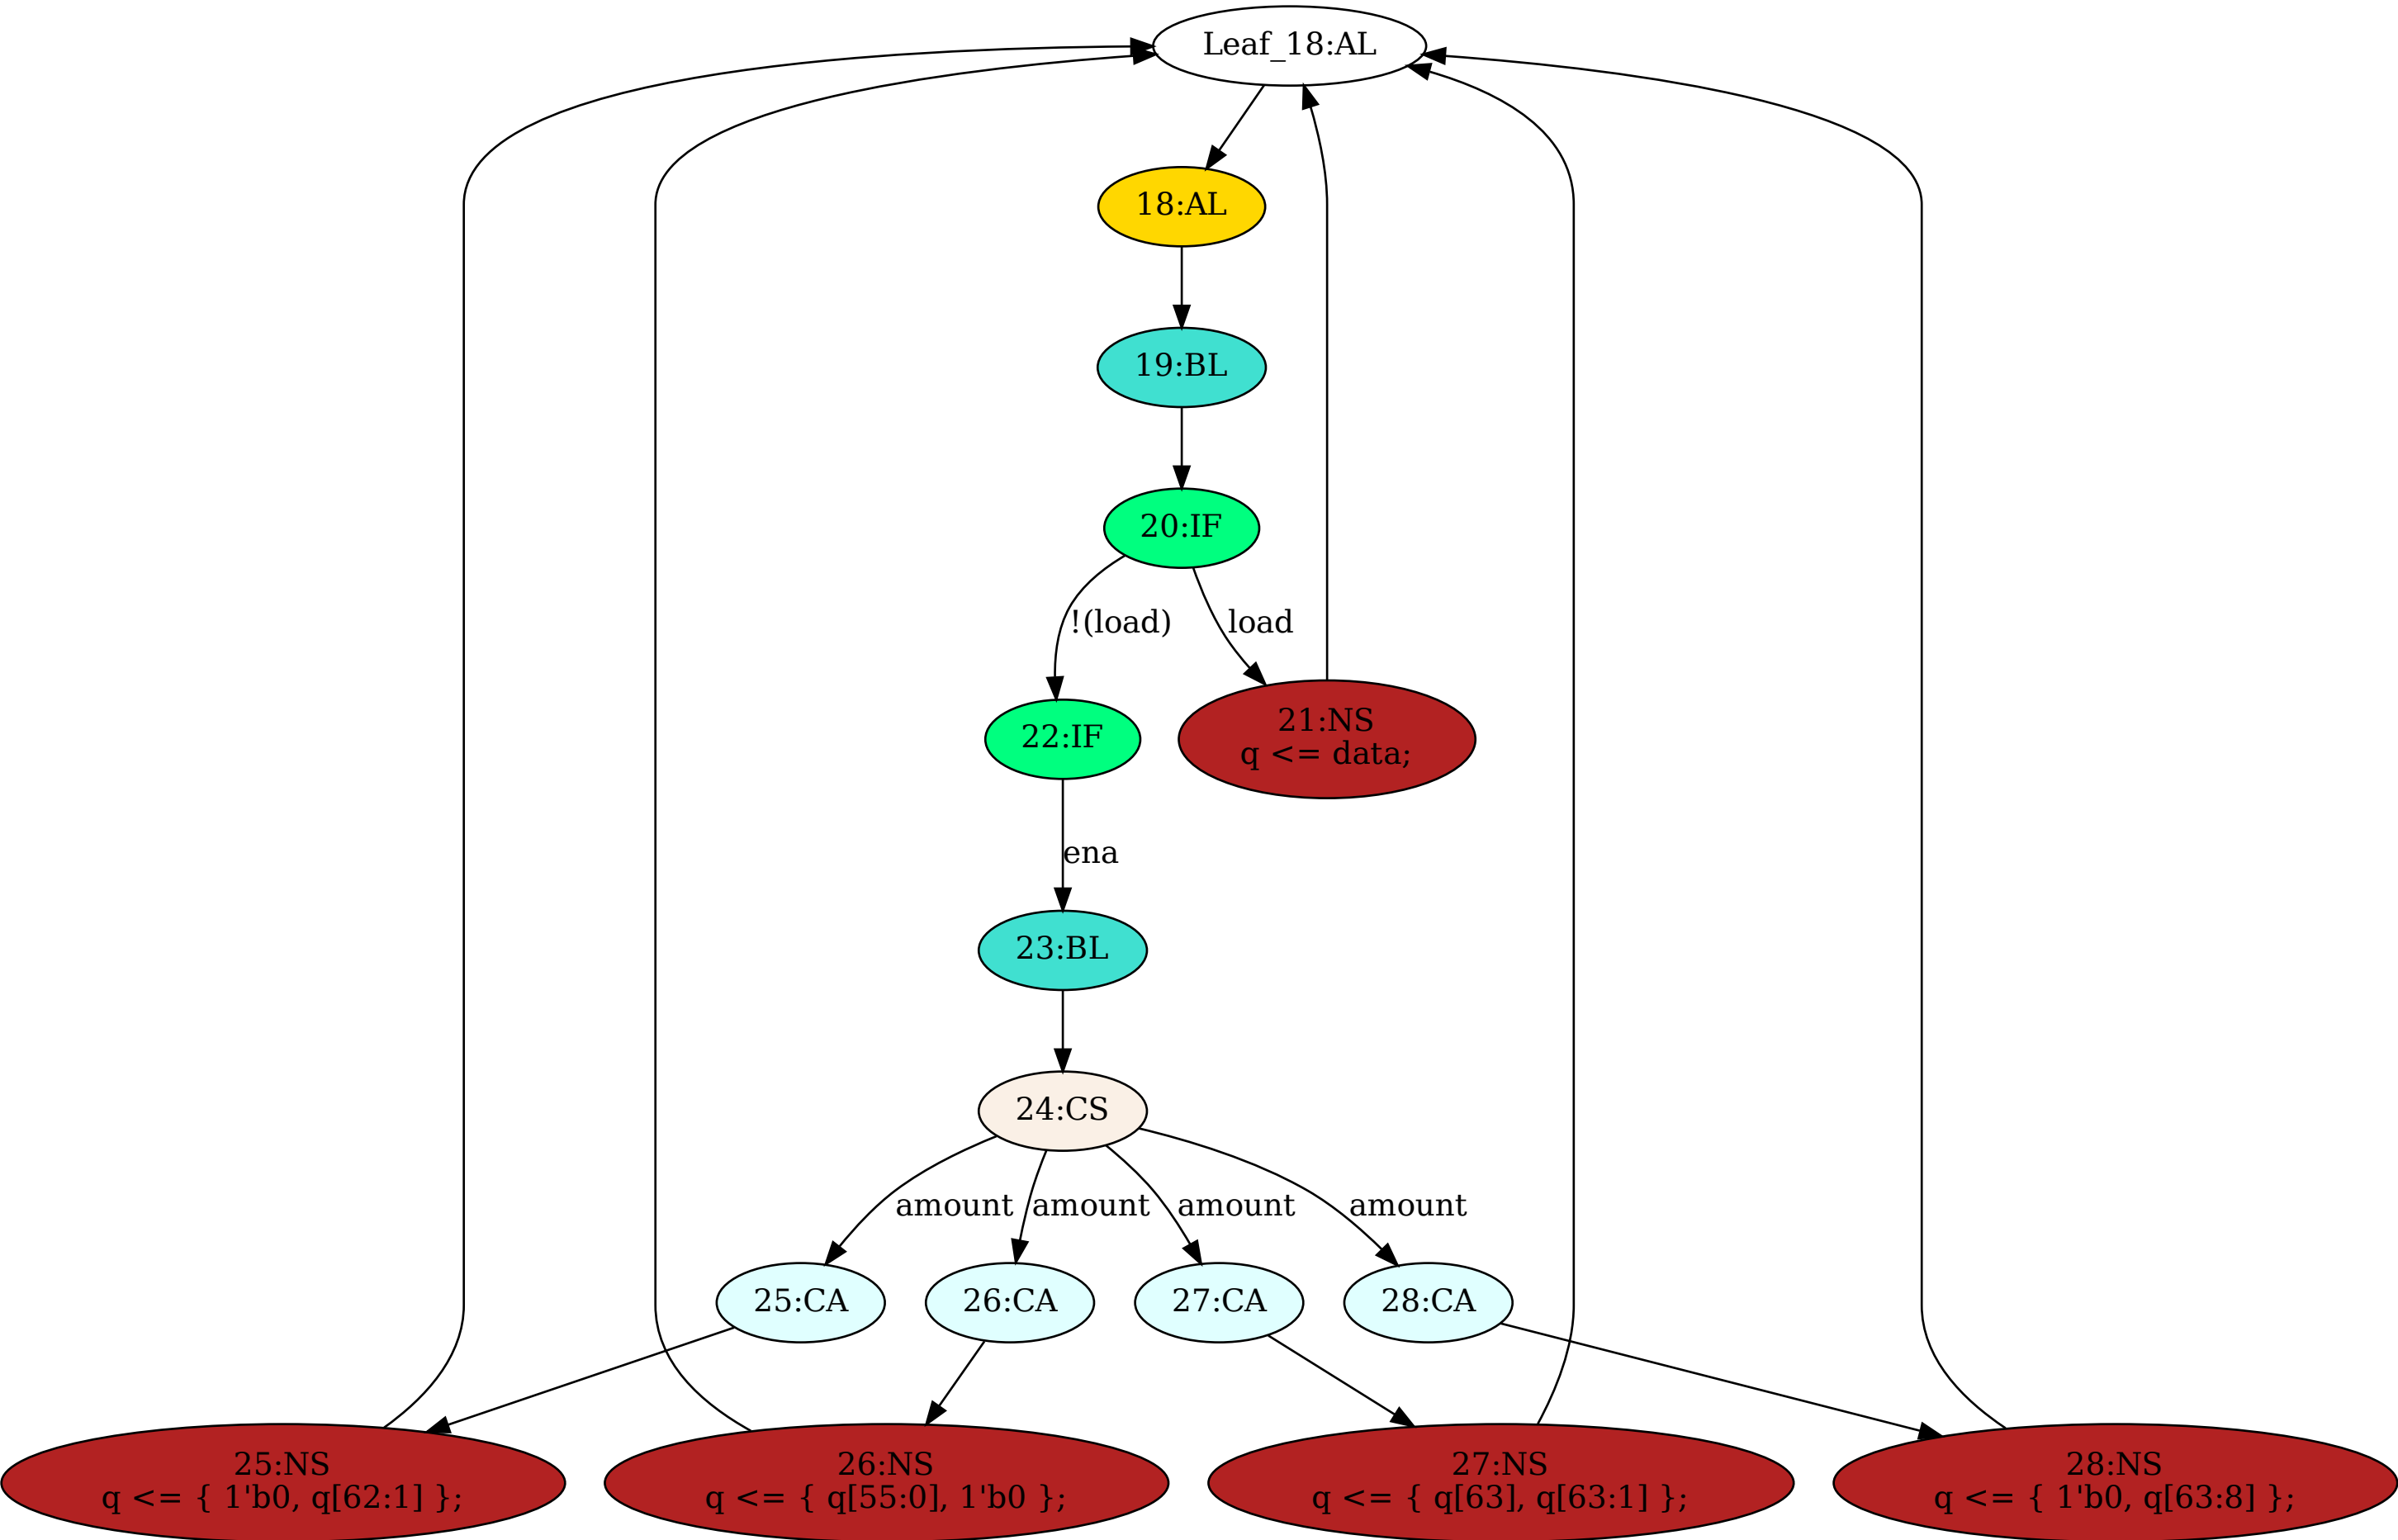 Leaf_18:AL
18:AL
19:BL
20:IF
!(load)
load
22:IF
21:NS
q <= data;
ena
23:BL
24:CS
amount
amount
amount
amount
25:CA
26:CA
27:CA
28:CA
25:NS
q <= { 1'b0, q[62:1] };
26:NS
q <= { q[55:0], 1'b0 };
27:NS
q <= { q[63], q[63:1] };
28:NS
q <= { 1'b0, q[63:8] };